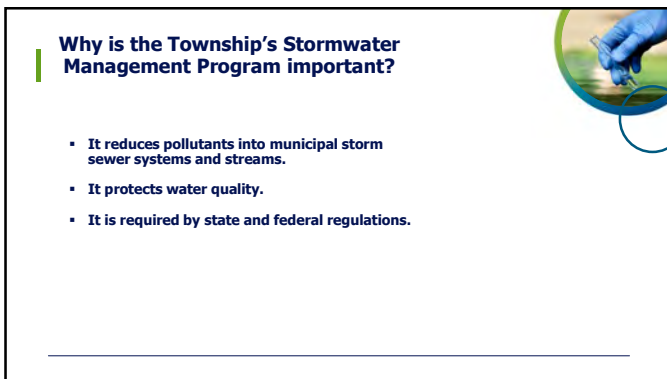 Why is the Township's Stormwater
Management Program important?
▪ It reduces pollutants into municipal storm
sewer systems and streams.
▪ It protects water quality.
▪ It is required by state and federal regulations.